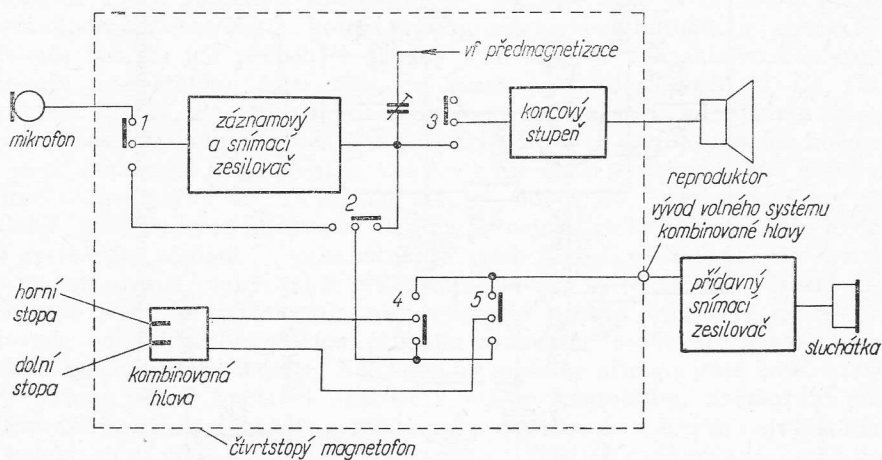 vf předmagnetizace
mikrofon
1
záznamový
a snímací
zesilovač
3
koncový
stupeň
reproduktor
2
vývod volného systému
kombinované hlavy
4
5
přídavný
snímací
zesilovač
sluchátka
horní
stopa
dolní
stopa
kombinovaná
hlava
čtvrtstopý magnetofon